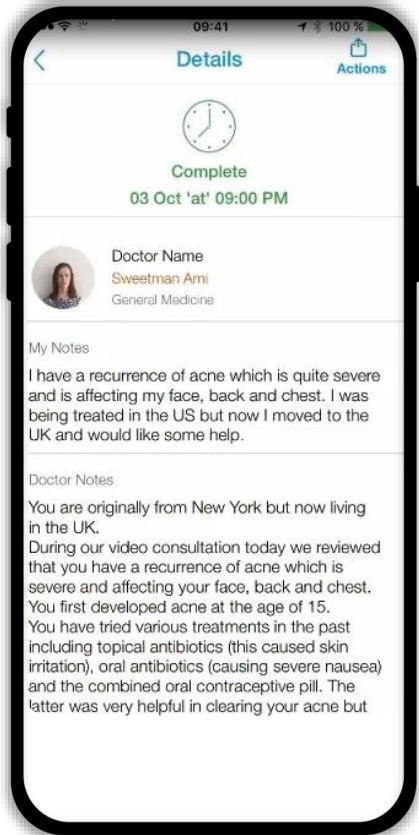 09:41
100 %
Details
Actions
Complete
03 Oct 'at' 09:00 PM
Doctor Name
Sweetman Ami
General Medicine
My Notes
I have a recurrence of acne which is quite severe
and is affecting my face, back and chest. I was
being treated in the US but now I moved to the
UK and would like some help.
Doctor Notes
You are originally from New York but now living
in the UK.
During our video consultation today we reviewed
that you have a recurrence of acne which is
severe and affecting your face, back and chest.
You first developed acne at the age of 15.
You have tried various treatments in the past
including topical antibiotics (this caused skin
irritation), oral antibiotics (causing severe nausea)
and the combined oral contraceptive pill. The
latter was very helpful in clearing your acne but